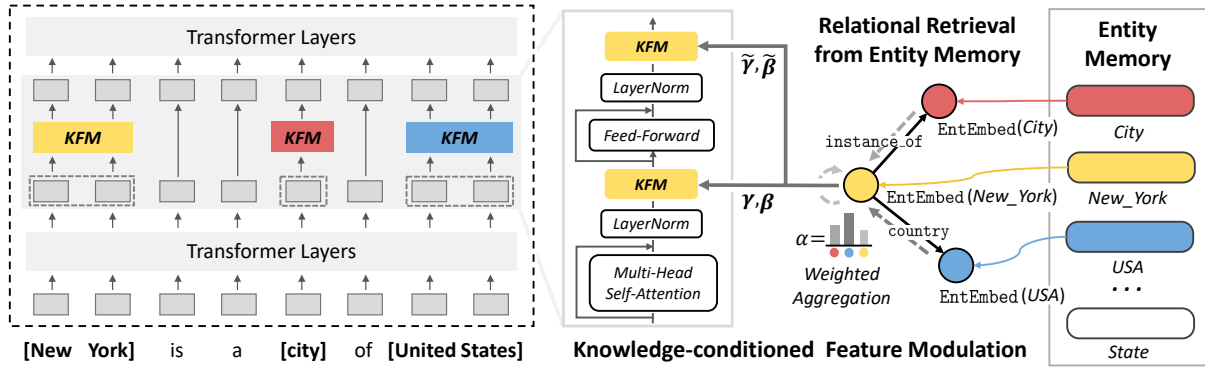 Transformer Layers
KFM
KFM
KFM
Transformer Layers
[New York] is a [city] of [United States]
KFM
LayerNorm
Feed-Forward
KFM
LayerNorm
Multi-Head
Self-Attention
γ̃, β̃
γ, β
Knowledge-conditioned Feature Modulation
Relational Retrieval
from Entity Memory
EntEmbed(City)
instance_of
EntEmbed(New_York)
country
α=
Weighted
Aggregation
EntEmbed(USA)
Entity
Memory
City
New_York
USA
...
State